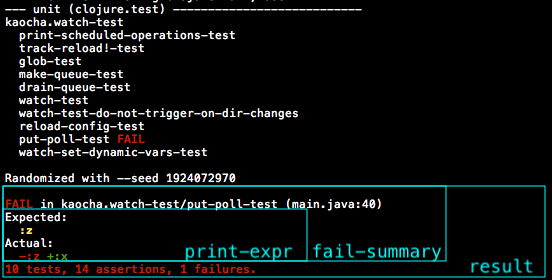 --- unit (clojure.test) ---------------------------
kaocha.watch-test
  print-scheduled-operations-test
  track-reload!-test
  glob-test
  make-queue-test
  drain-queue-test
  watch-test
  watch-test-do-not-trigger-on-dir-changes
  reload-config-test
  put-poll-test FAIL
  watch-set-dynamic-vars-test
Randomized with --seed 1924072970
FAIL in kaocha.watch-test/put-poll-test (main.java:40)
Expected:
  :z
Actual:
  -:z +:x
print-expr
fail-summary
result
10 tests, 14 assertions, 1 failures.